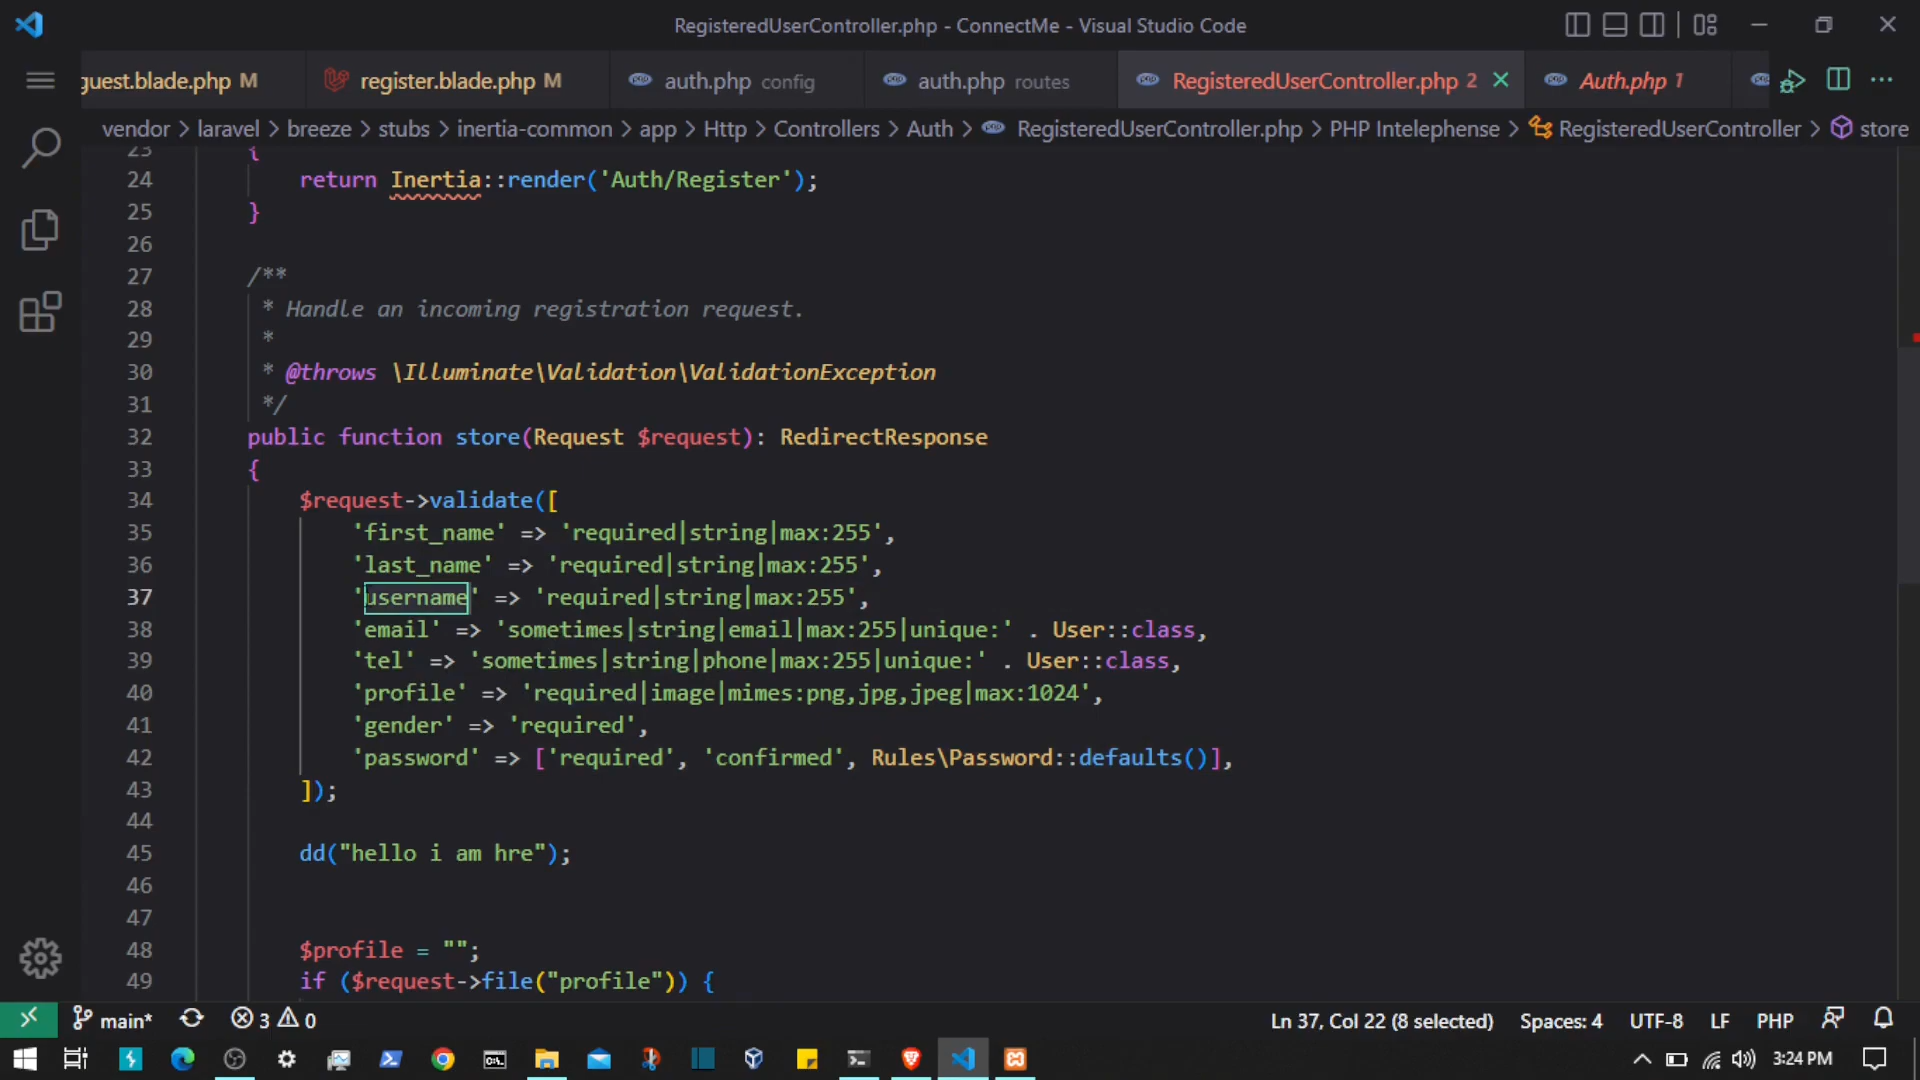 RegisteredUserController.php - ConnectMe - Visual Studio Code
guest.blade.php M register.blade.php M auth.php config auth.php routes RegisteredUserController.php 2 Auth.php 1
vendor > laravel > breeze > stubs > inertia-common > app > Http > Controllers > Auth > RegisteredUserController.php > PHP Intelephense > RegisteredUserController > store
23 {
24 return Inertia::render('Auth/Register');
25 }
26
27 /**
28 * Handle an incoming registration request.
29 *
30 * @throws \Illuminate\Validation\ValidationException
31 */
32 public function store(Request $request): RedirectResponse
33 {
34 $request->validate([
35 'first_name' => 'required|string|max:255',
36 'last_name' => 'required|string|max:255',
37 'username' => 'required|string|max:255',
38 'email' => 'sometimes|string|email|max:255|unique:' . User::class,
39 'tel' => 'sometimes|string|phone|max:255|unique:' . User::class,
40 'profile' => 'required|image|mimes:png,jpg,jpeg|max:1024',
41 'gender' => 'required',
42 'password' => ['required', 'confirmed', Rules\Password::defaults()],
43 ]);
44
45 dd("hello i am hre");
46
47
48 $profile = "";
49 if ($request->file("profile")) {
main* 3 0 Ln 37, Col 22 (8 selected) Spaces: 4 UTF-8 LF PHP
3:24 PM